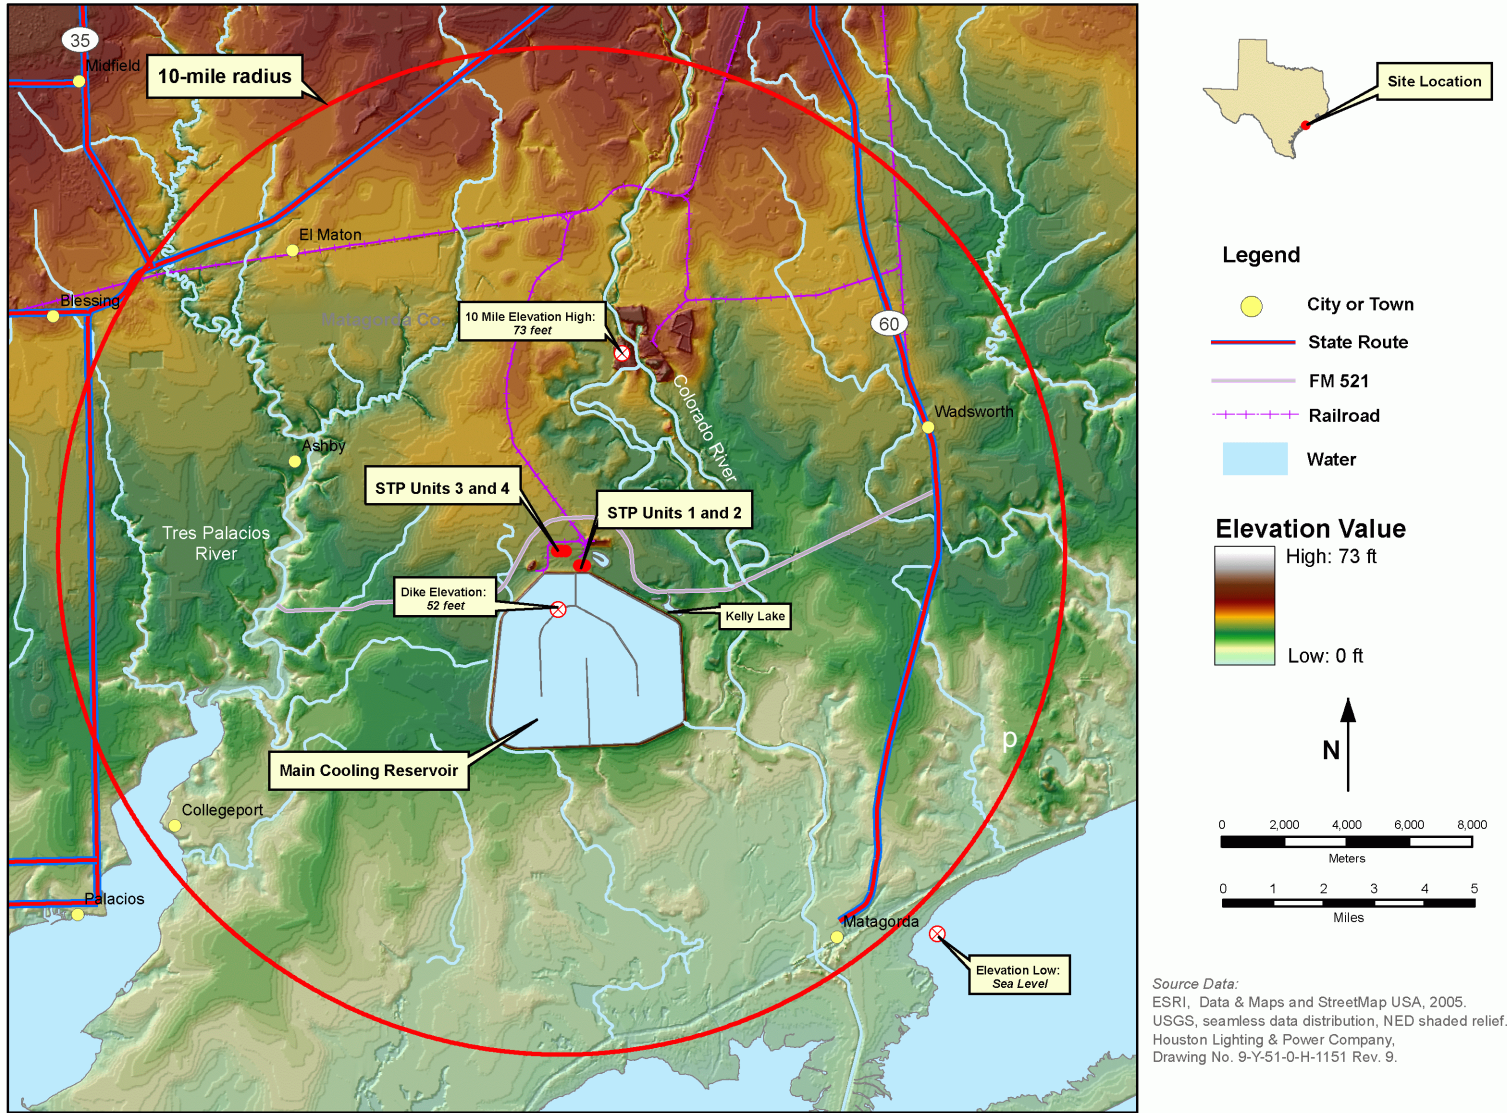 35
Midfield
10-mile radius
Site Location
El Maton
Blessing
Matagorda Co.
10 Mile Elevation High:
73 feet
60
Colorado River
Wadsworth
Ashby
STP Units 3 and 4
STP Units 1 and 2
Tres Palacios
River
Dike Elevation:
52 feet
Kelly Lake
Main Cooling Reservoir
p
Collegeport
Palacios
Matagorda
Elevation Low:
Sea Level
Legend
City or Town
State Route
FM 521
Railroad
Water
Elevation Value
High: 73 ft
Low: 0 ft
N
0 2,000 4,000 6,000 8,000
Meters
0 1 2 3 4 5
Miles
Source Data:
ESRI, Data & Maps and StreetMap USA, 2005.
USGS, seamless data distribution, NED shaded relief.
Houston Lighting & Power Company,
Drawing No. 9-Y-51-0-H-1151 Rev. 9.